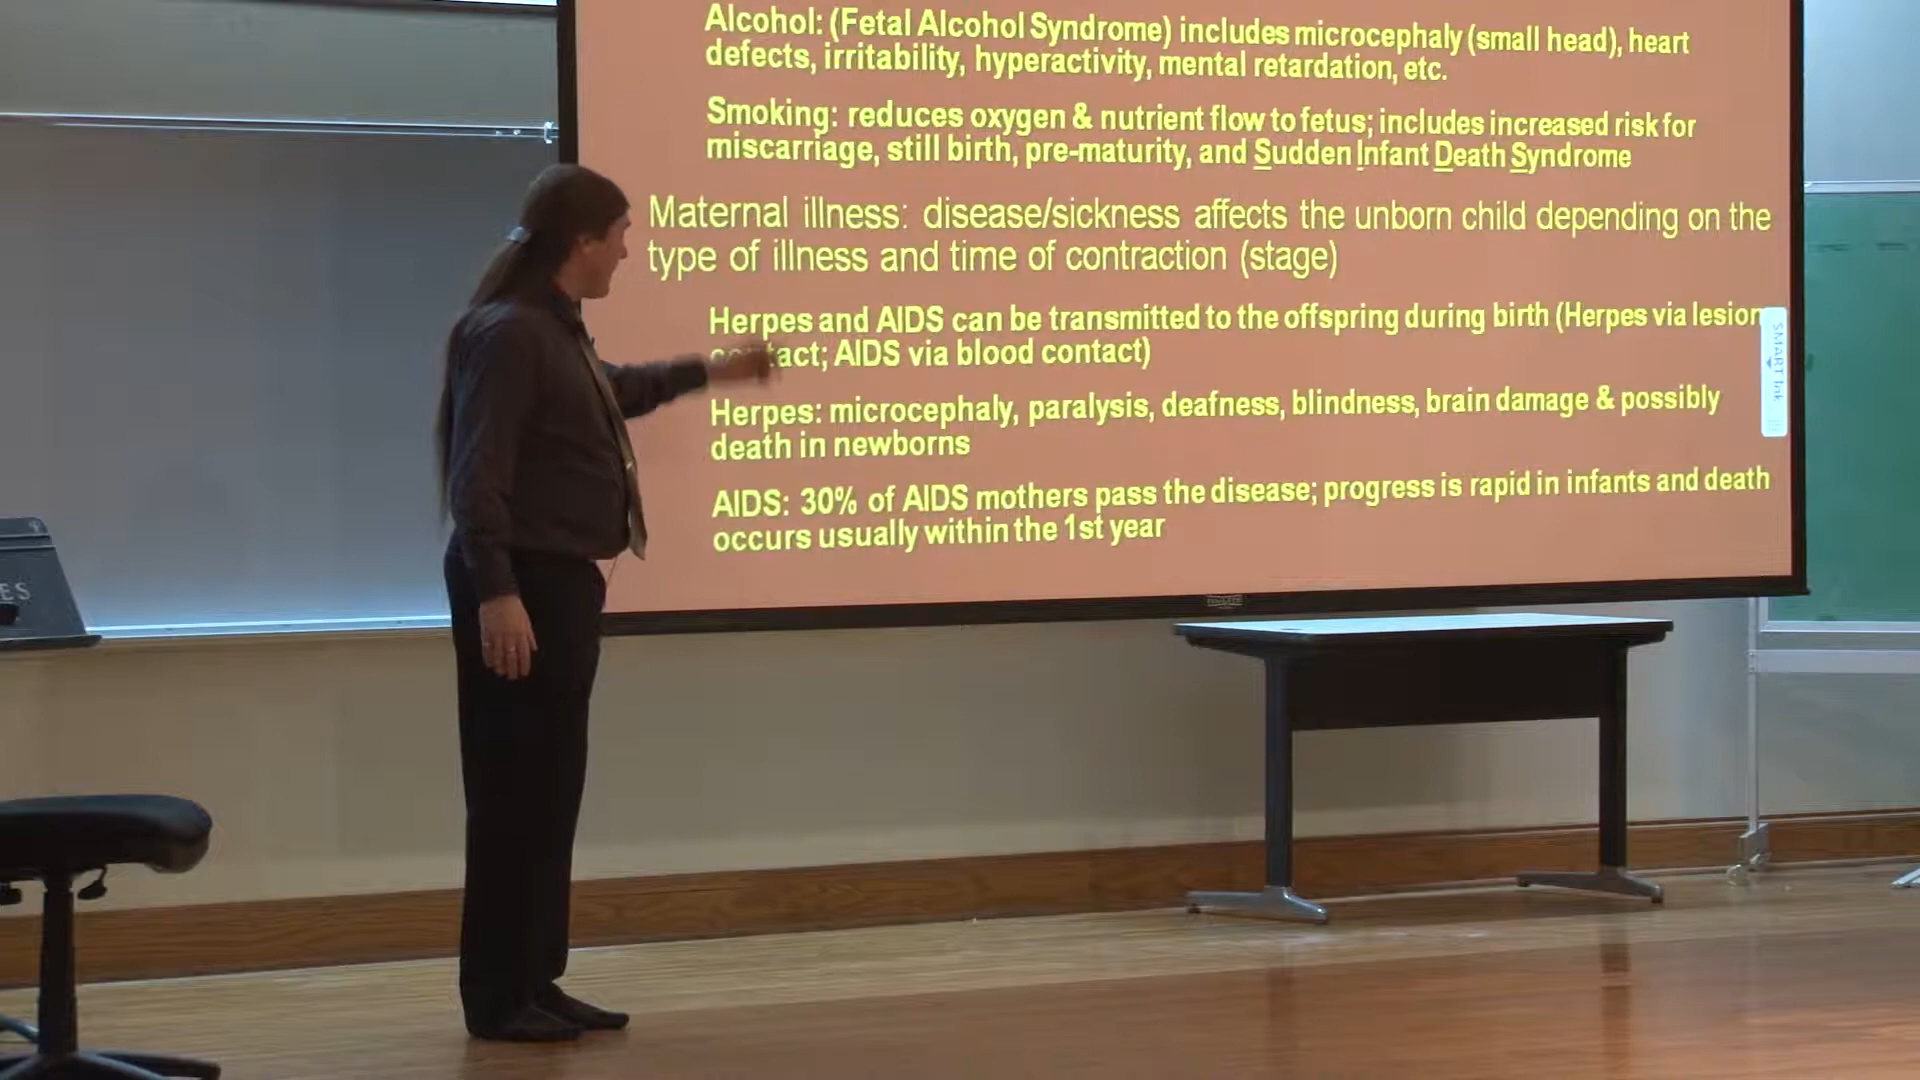 Alcohol: (Fetal Alcohol Syndrome) includes microcephaly (small head), heart
defects, irritability, hyperactivity, mental retardation, etc.
Smoking: reduces oxygen & nutrient flow to fetus; includes increased risk for
miscarriage, still birth, pre-maturity, and Sudden Infant Death Syndrome
Maternal illness: disease/sickness affects the unborn child depending on the
type of illness and time of contraction (stage)
Herpes and AIDS can be transmitted to the offspring during birth (Herpes via lesion
contact; AIDS via blood contact)
Herpes: microcephaly, paralysis, deafness, blindness, brain damage & possibly
death in newborns
AIDS: 30% of AIDS mothers pass the disease; progress is rapid in infants and death
occurs usually within the 1st year
SMART Ink
ES